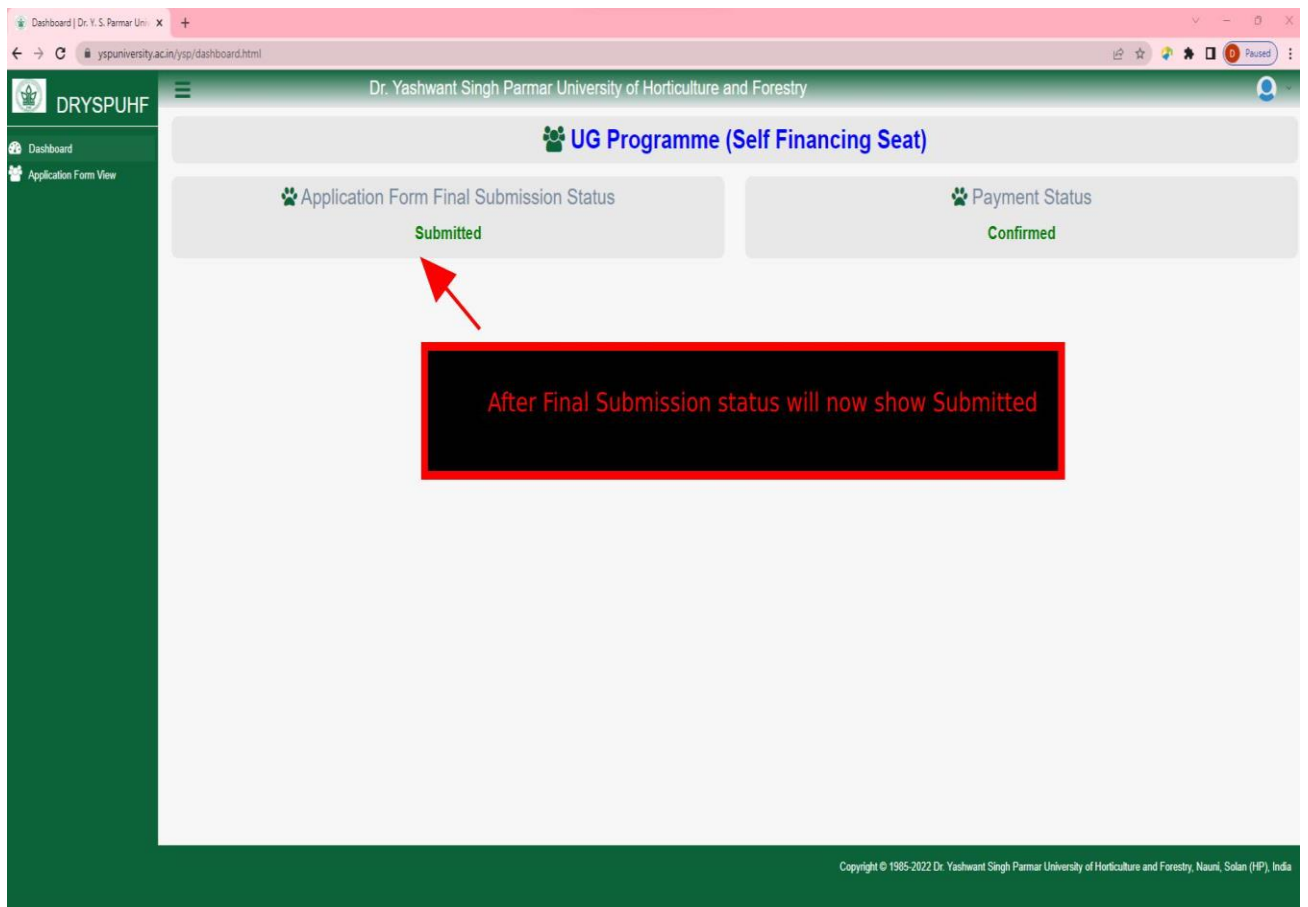 Dashboard | Dr. Y. S. Parmar Uni
yspuniversity.ac.in/ysp/dashboard.html
D Paused
DRYSPUHF
Dr. Yashwant Singh Parmar University of Horticulture and Forestry
Dashboard
Application Form View
UG Programme (Self Financing Seat)
Application Form Final Submission Status
Submitted
Payment Status
Confirmed
After Final Submission status will now show Submitted
Copyright © 1985-2022 Dr. Yashwant Singh Parmar University of Horticulture and Forestry, Nauni, Solan (HP), India